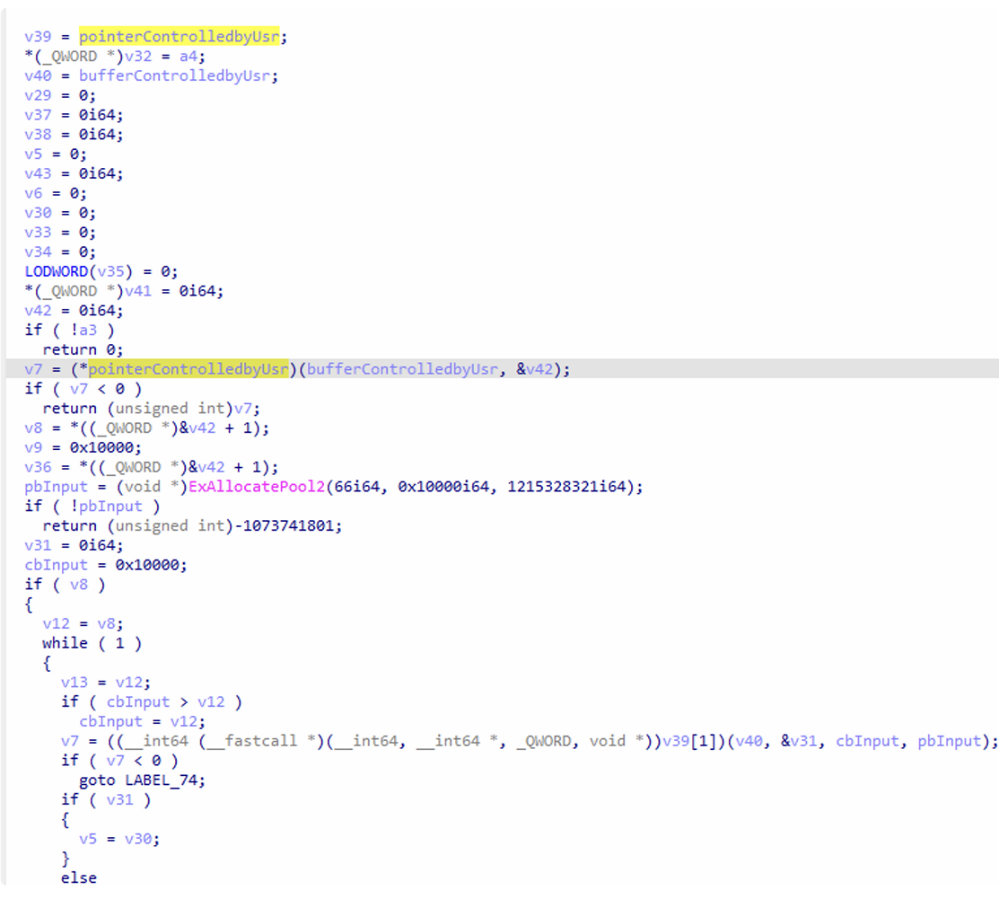 v39 = pointerControlledbyUsr;
*(_QWORD *)v32 = a4;
v40 = bufferControlledbyUsr;
v29 = 0;
v37 = 0i64;
v38 = 0i64;
v5 = 0;
v43 = 0i64;
v6 = 0;
v30 = 0;
v33 = 0;
v34 = 0;
LODWORD(v35) = 0;
*(_QWORD *)v41 = 0i64;
v42 = 0i64;
if ( !a3 )
return 0;
v7 = (*pointerControlledbyUsr)(bufferControlledbyUsr, &v42);
if ( v7 < 0 )
return (unsigned int)v7;
v8 = *((_QWORD *)&v42 + 1);
v9 = 0x10000;
v36 = *((_QWORD *)&v42 + 1);
pbInput = (void *)ExAllocatePool2(66i64, 0x10000i64, 1215328321i64);
if ( !pbInput )
return (unsigned int)-1073741801;
v31 = 0i64;
cbInput = 0x10000;
if ( v8 )
{
v12 = v8;
while ( 1 )
{
v13 = v12;
if ( cbInput > v12 )
cbInput = v12;
v7 = ((__int64 (__fastcall *)(__int64, __int64 *, _QWORD, void *))v39[1])(v40, &v31, cbInput, pbInput);
if ( v7 < 0 )
goto LABEL_74;
if ( v31 )
{
v5 = v30;
}
else